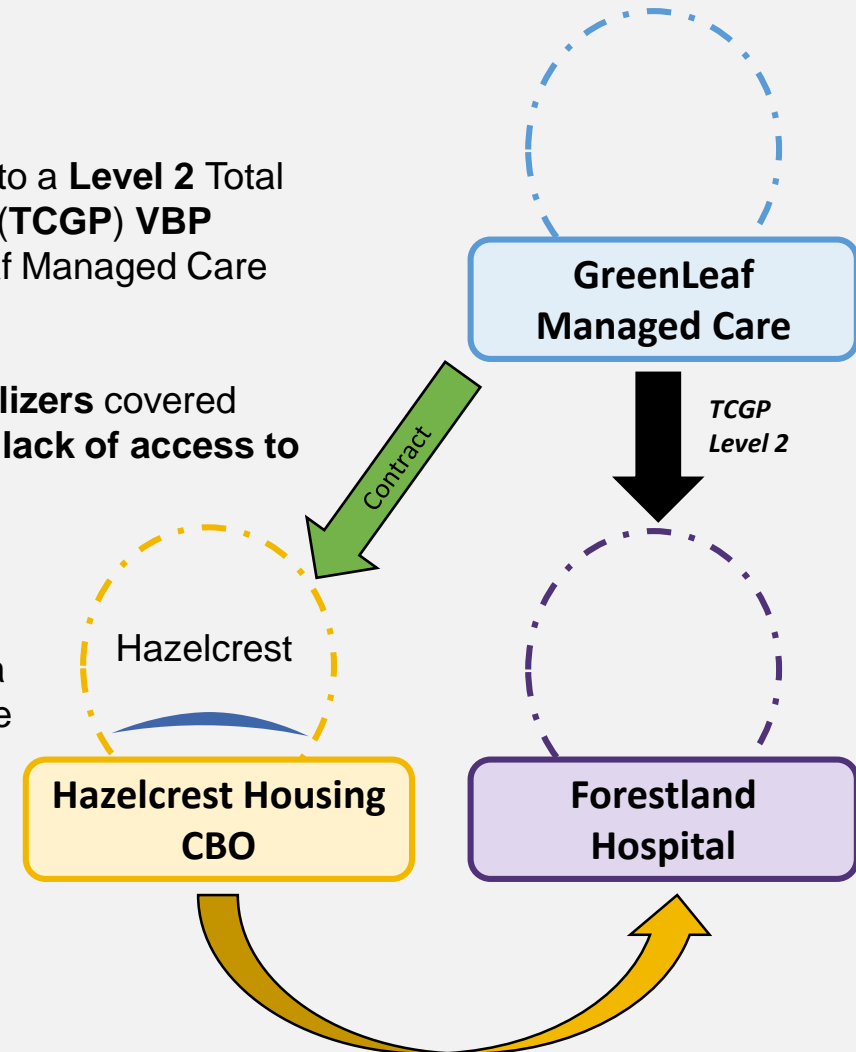 to a Level 2 Total
(TCGP) VBP
af Managed Care
lizers covered
lack of access to
a
e
GreenLeaf
Managed Care
TCGP
Level 2
Contract
Hazelcrest
Hazelcrest Housing
CBO
Forestland
Hospital